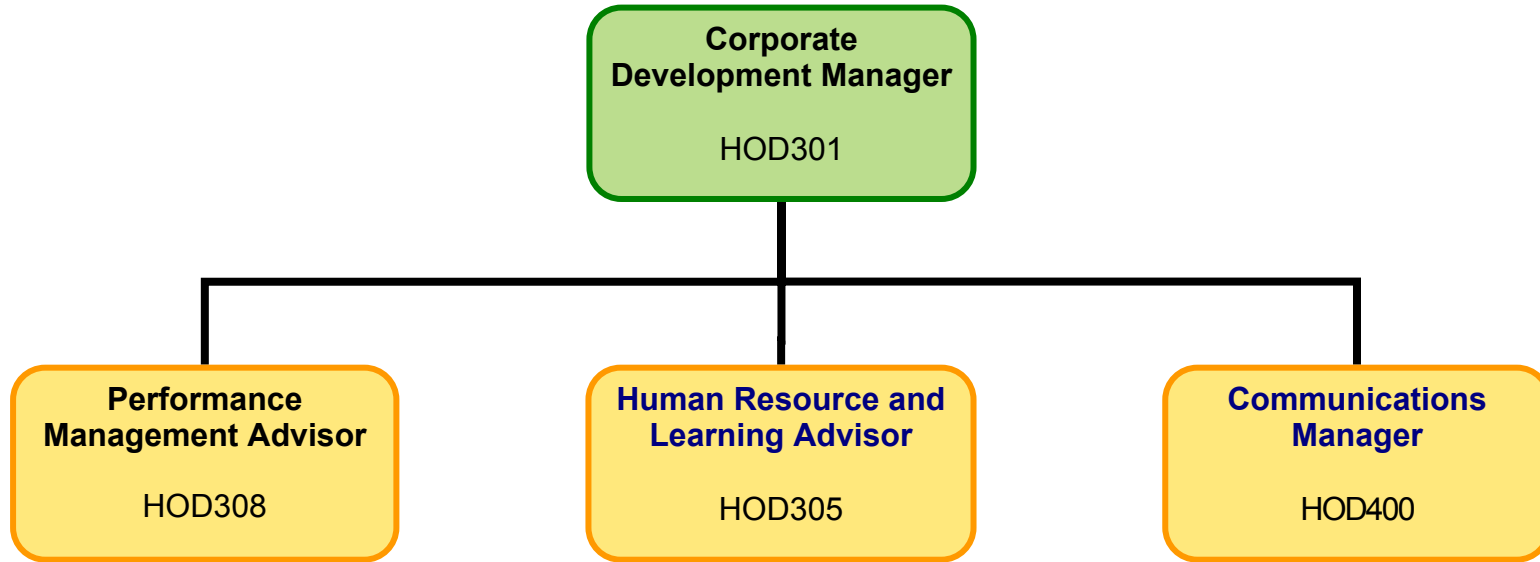 Corporate
Development Manager
HOD301
Performance
Management Advisor
HOD308
Human Resource and
Learning Advisor
HOD305
Communications
Manager
HOD400